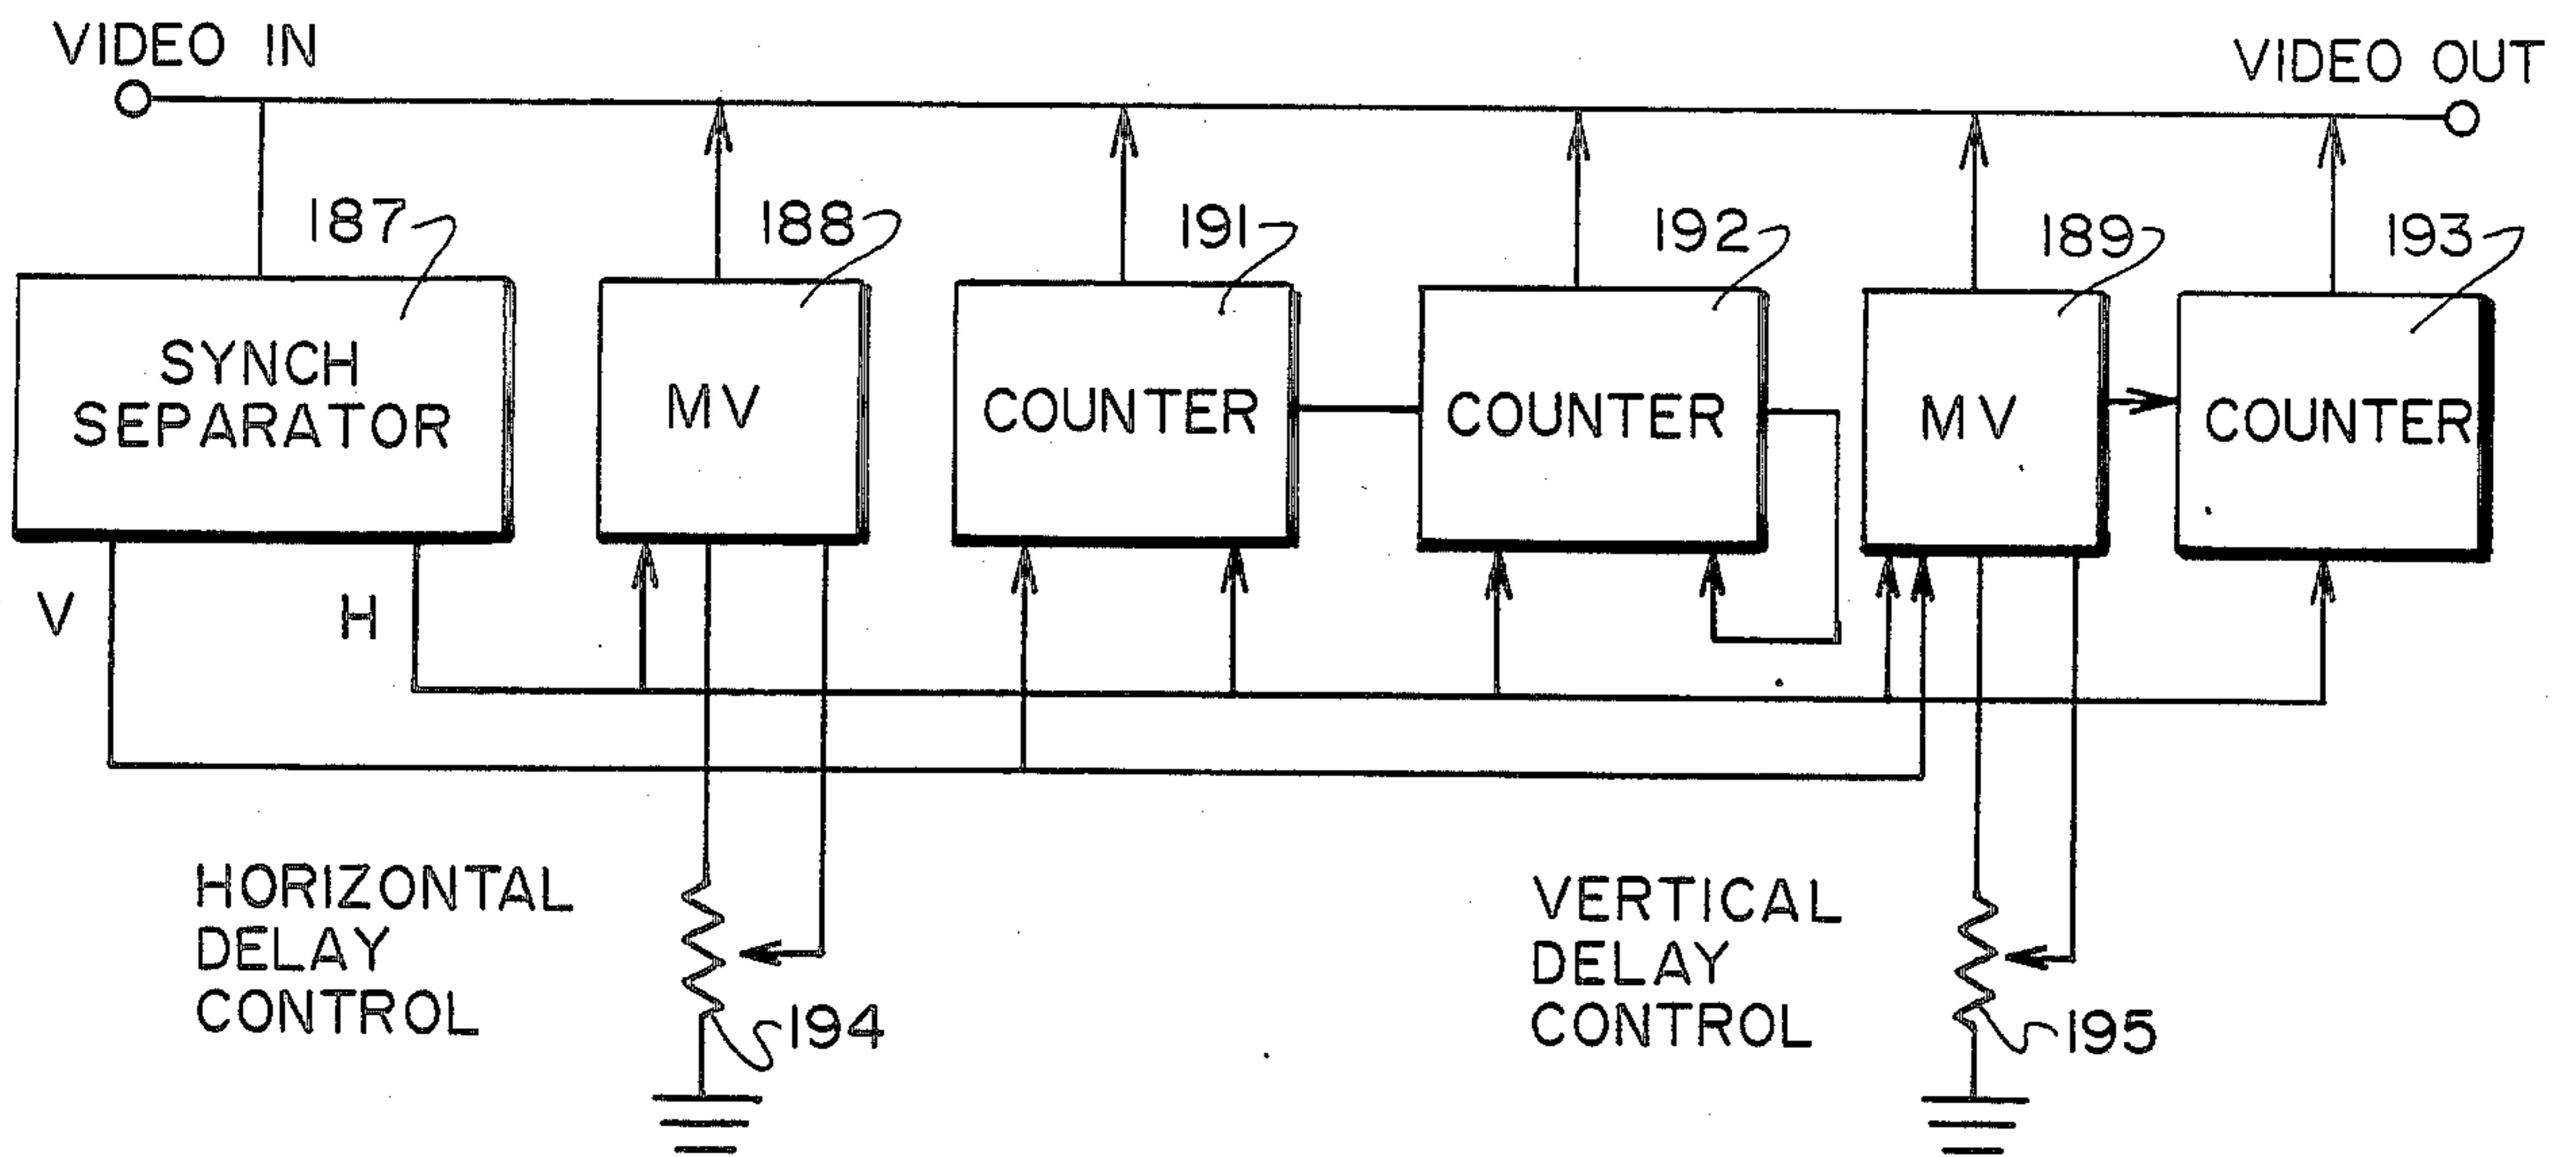 VIDEO IN
VIDEO OUT
187
188
191
192
189
193
SYNCH
SEPARATOR
MV
COUNTER
COUNTER
MV
COUNTER
V
H
HORIZONTAL
DELAY
CONTROL
194
VERTICAL
DELAY
CONTROL
195